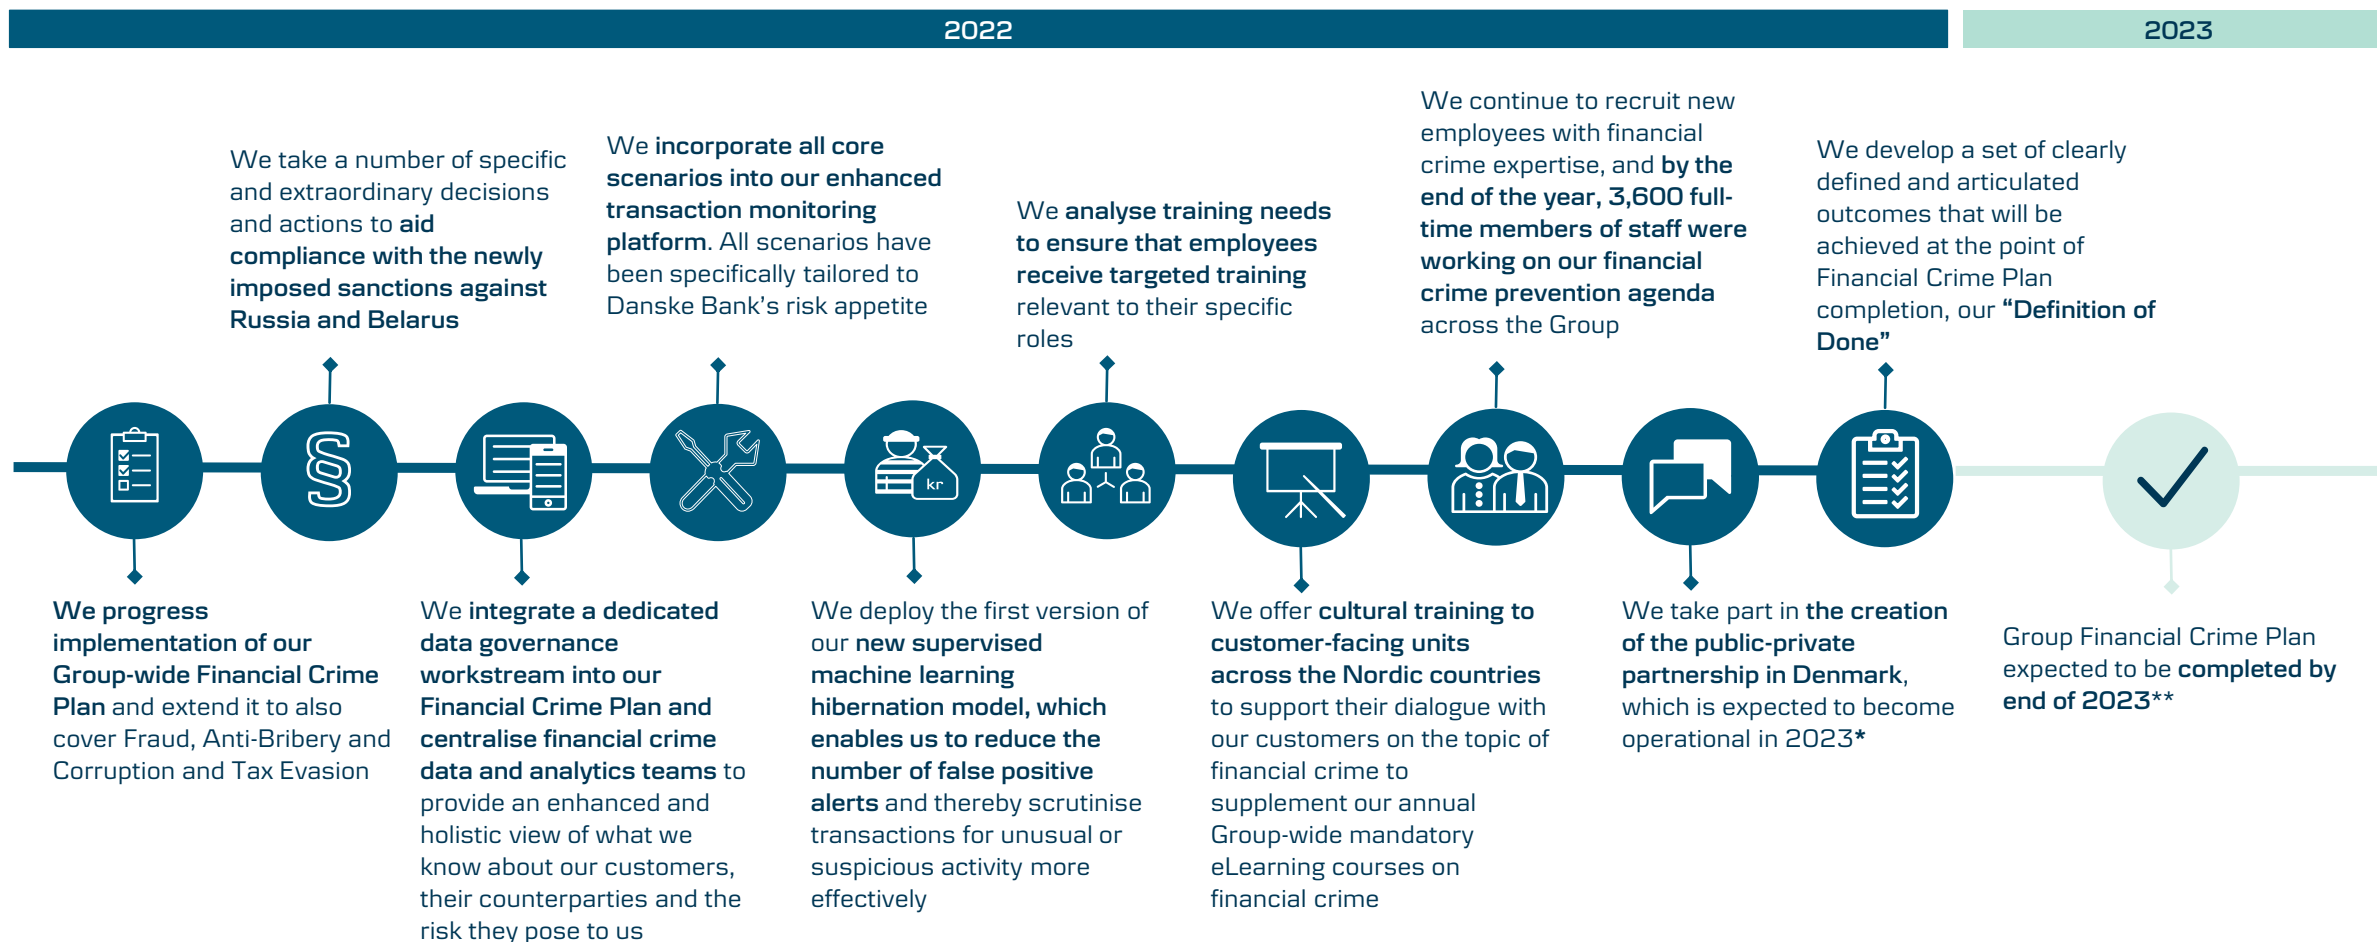 2022
2023
We progress
implementation of our
Group-wide Financial Crime
Plan and extend it to also
cover Fraud, Anti-Bribery and
Corruption and Tax Evasion
We take a number of specific
and extraordinary decisions
and actions to aid
compliance with the newly
imposed sanctions against
Russia and Belarus
§
We integrate a dedicated
data governance
workstream into our
Financial Crime Plan and
centralise financial crime
data and analytics teams to
provide an enhanced and
holistic view of what we
know about our customers,
their counterparties and the
risk they pose to us
We incorporate all core
scenarios into our enhanced
transaction monitoring
platform. All scenarios have
been specifically tailored to
Danske Bank’s risk appetite
kr
We deploy the first version of
our new supervised
machine learning
hibernation model, which
enables us to reduce the
number of false positive
alerts and thereby scrutinise
transactions for unusual or
suspicious activity more
effectively
We analyse training needs
to ensure that employees
receive targeted training
relevant to their specific
roles
We offer cultural training to
customer-facing units
across the Nordic countries
to support their dialogue with
our customers on the topic of
financial crime to
supplement our annual
Group-wide mandatory
eLearning courses on
financial crime
We continue to recruit new
employees with financial
crime expertise, and by the
end of the year, 3,600 full-
time members of staff were
working on our financial
crime prevention agenda
across the Group
We take part in the creation
of the public-private
partnership in Denmark,
which is expected to become
operational in 2023*
We develop a set of clearly
defined and articulated
outcomes that will be
achieved at the point of
Financial Crime Plan
completion, our “Definition of
Done”
Group Financial Crime Plan
expected to be completed by
end of 2023**